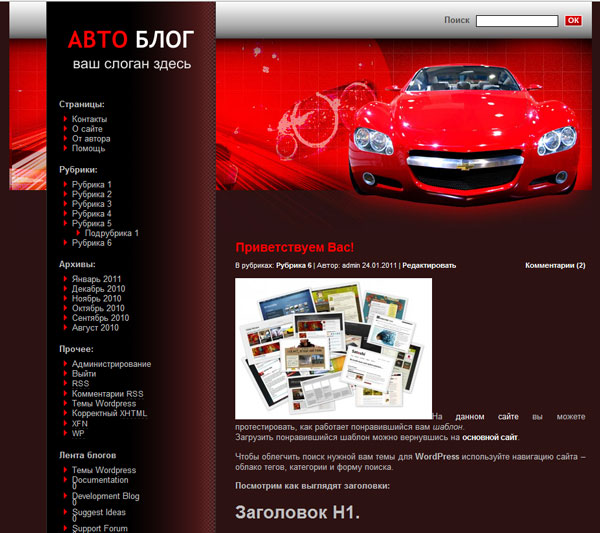 Поиск
OK
АВТО БЛОГ
ваш слоган здесь
Страницы:
Контакты
О сайте
От автора
Помощь
Рубрики:
Рубрика 1
Рубрика 2
Рубрика 3
Рубрика 4
Рубрика 5
Подрубрика 1
Рубрика 6
Архивы:
Январь 2011
Декабрь 2010
Ноябрь 2010
Октябрь 2010
Сентябрь 2010
Август 2010
Прочее:
Администрирование
Выйти
RSS
Комментарии RSS
Темы Wordpress
Корректный XHTML
XFN
WP
Лента блогов
Темы Wordpress
Documentation
0
Development Blog
0
Suggest Ideas
0
Support Forum
Приветствуем Вас!
В рубриках: Рубрика 6 | Автор: admin 24.01.2011 | Редактировать
Комментарии (2)
На данном сайте вы можете
протестировать, как работает понравившийся вам шаблон.
Загрузить понравившийся шаблон можно вернувшись на основной сайт.
Чтобы облегчить поиск нужной вам темы для WordPress используйте навигацию сайта –
облако тегов, категории и форму поиска.
Посмотрим как выглядят заголовки:
Заголовок H1.